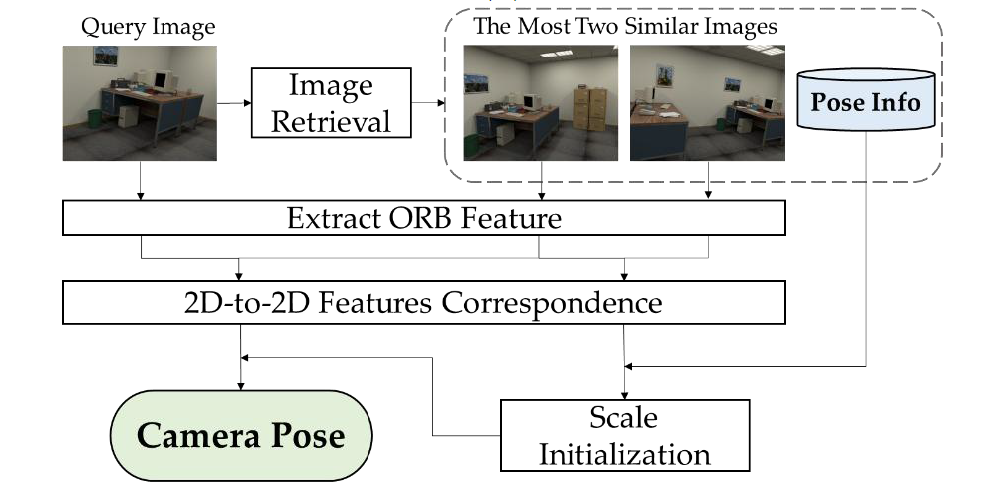 Query Image
The Most Two Similar Images
Image
Retrieval
Pose Info
Extract ORB Feature
2D-to-2D Features Correspondence
Camera Pose
Scale
Initialization